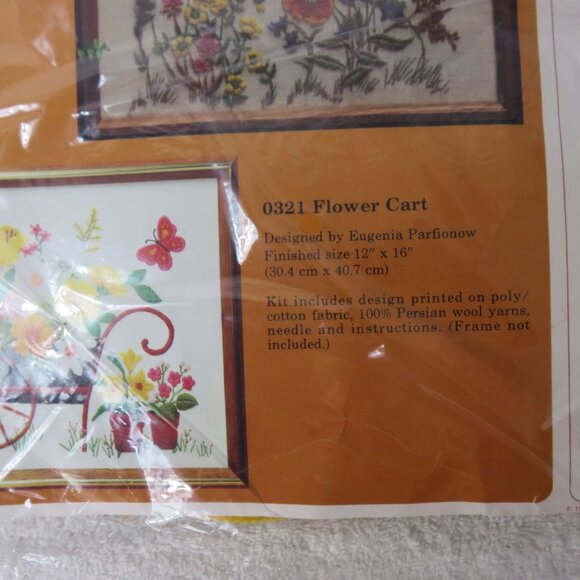 0321 Flower Cart
Designed by Eugenia Parfionow
Finished size 12″ x 16″
(30.4 cm x 40.7 cm)
Kit includes design printed on poly/
cotton fabric, 100% Persian wool yarns,
needle and instructions. (Frame not
included.)